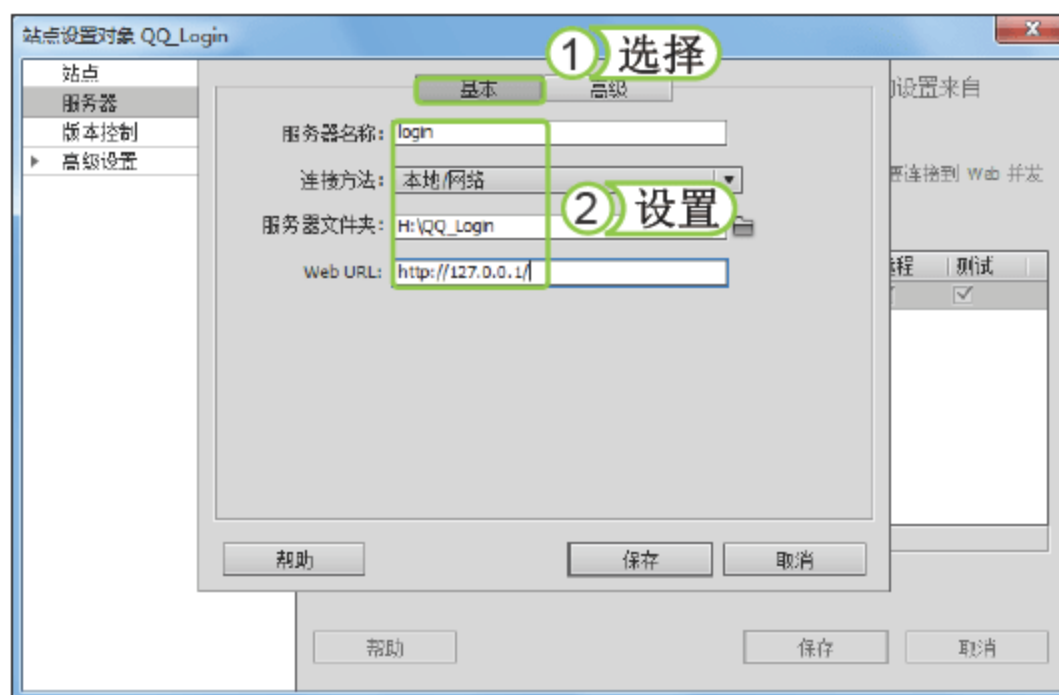 站点设置对象 QQ_Login
站点
服务器
版本控制
高级设置
① 选择
基本
高级
服务器名称: login
连接方法: 本地/网络
② 设置
服务器文件夹: H:\QQ_Login
Web URL: http://127.0.0.1/
帮助
保存
取消
设置来自
连接到 Web 并发
程
测试
帮助
保存
取消